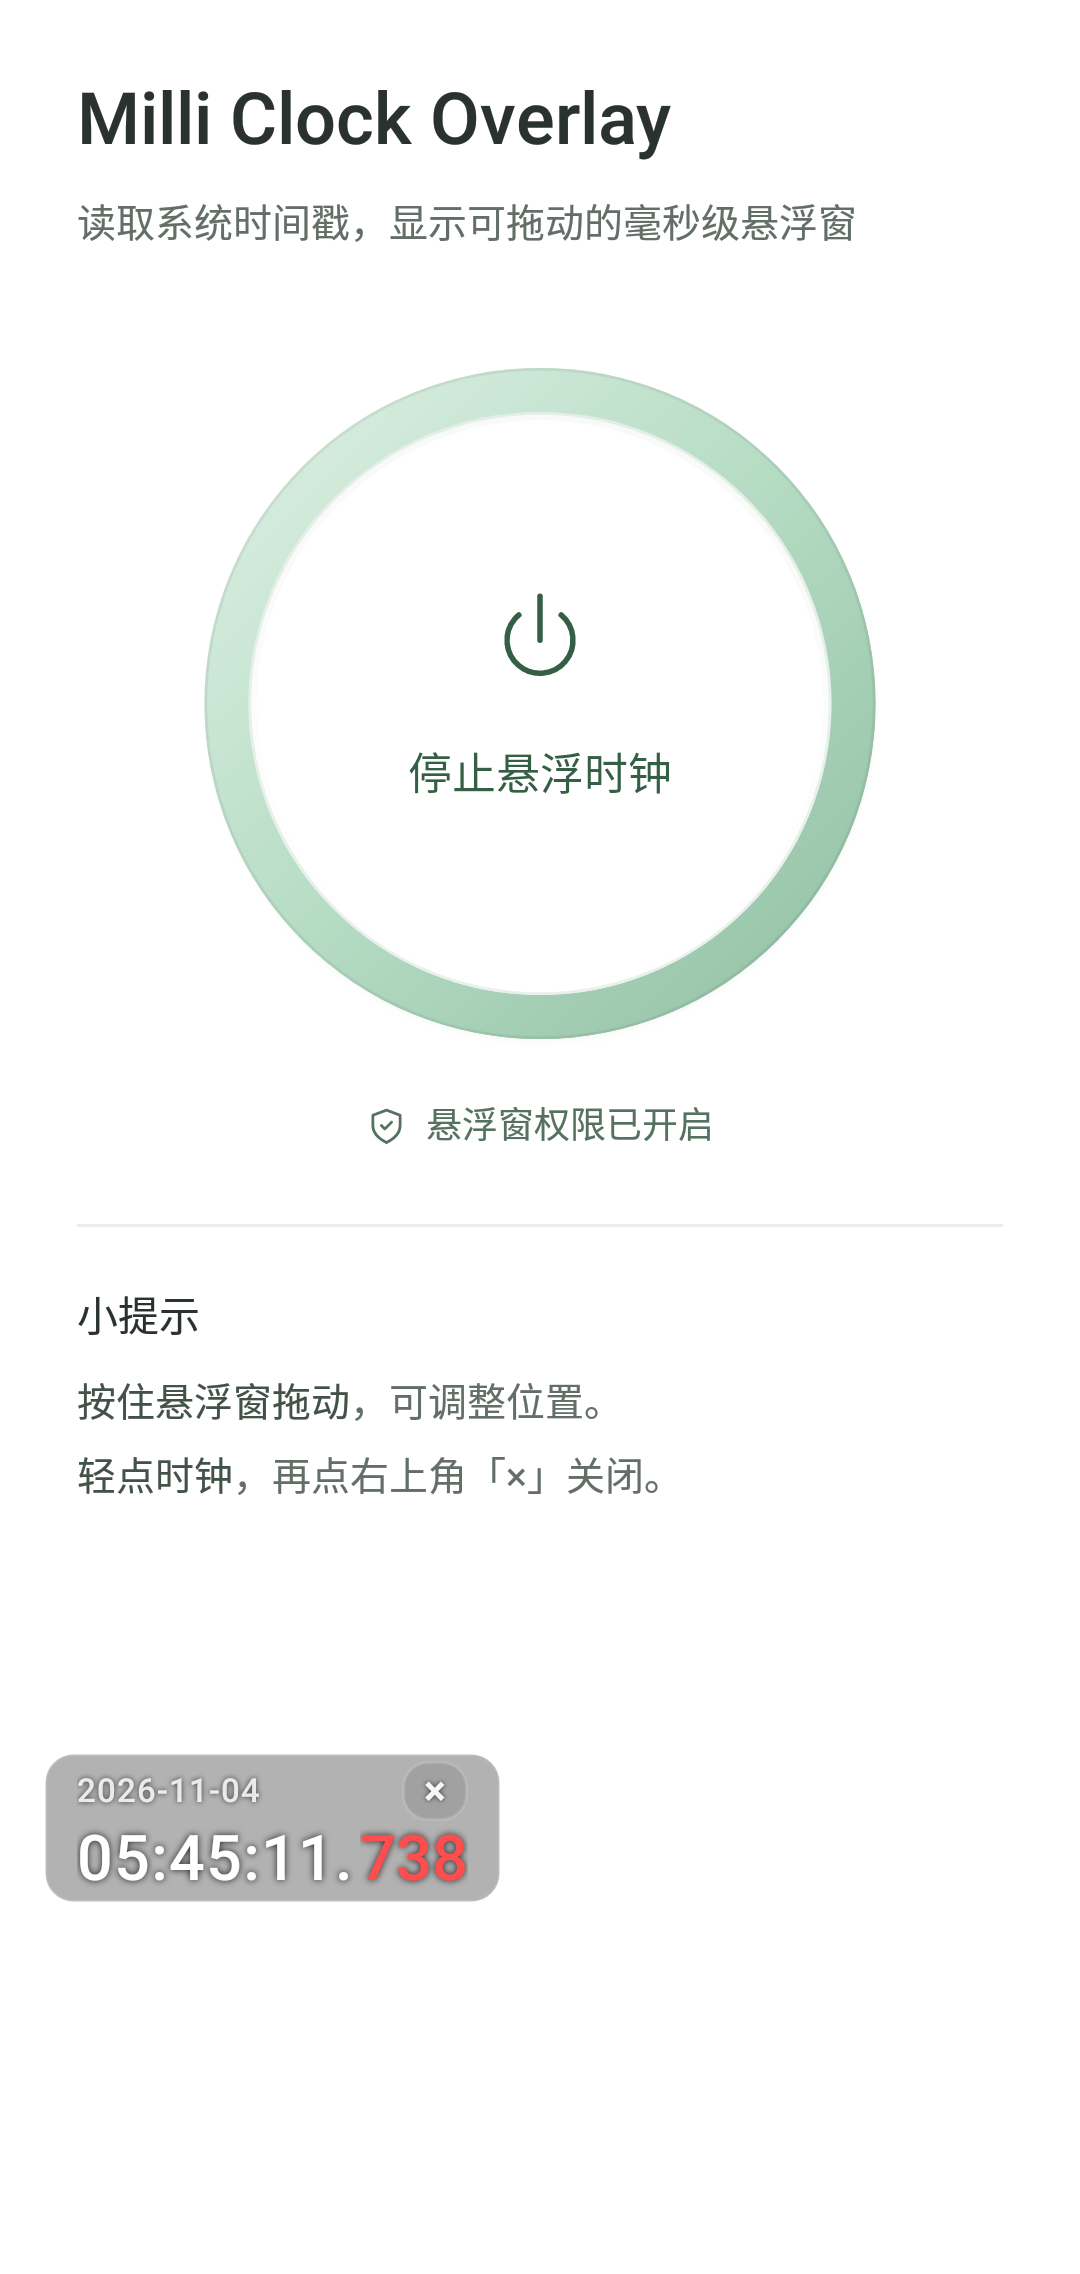 Milli Clock Overlay
读取系统时间戳，显示可拖动的毫秒级悬浮窗
停止悬浮时钟
悬浮窗权限已开启
小提示
按住悬浮窗拖动，可调整位置。
轻点时钟，再点右上角「×」关闭。
2026-11-04 ×
05:45:11.738